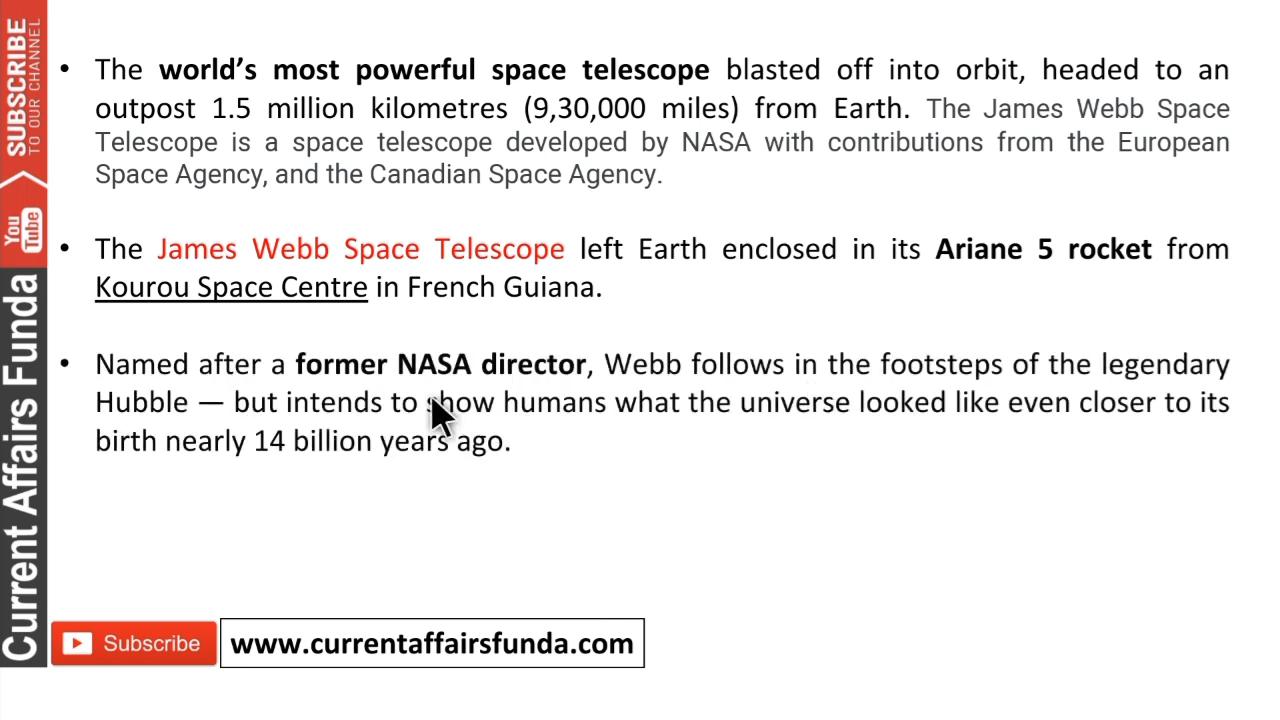 SUBSCRIBE
TO OUR CHANNEL
You
Tube
Current Affairs Funda
• The world’s most powerful space telescope blasted off into orbit, headed to an
outpost 1.5 million kilometres (9,30,000 miles) from Earth. The James Webb Space
Telescope is a space telescope developed by NASA with contributions from the European
Space Agency, and the Canadian Space Agency.
• The James Webb Space Telescope left Earth enclosed in its Ariane 5 rocket from
Kourou Space Centre in French Guiana.
• Named after a former NASA director, Webb follows in the footsteps of the legendary
Hubble — but intends to show humans what the universe looked like even closer to its
birth nearly 14 billion years ago.
Subscribe
www.currentaffairsfunda.com